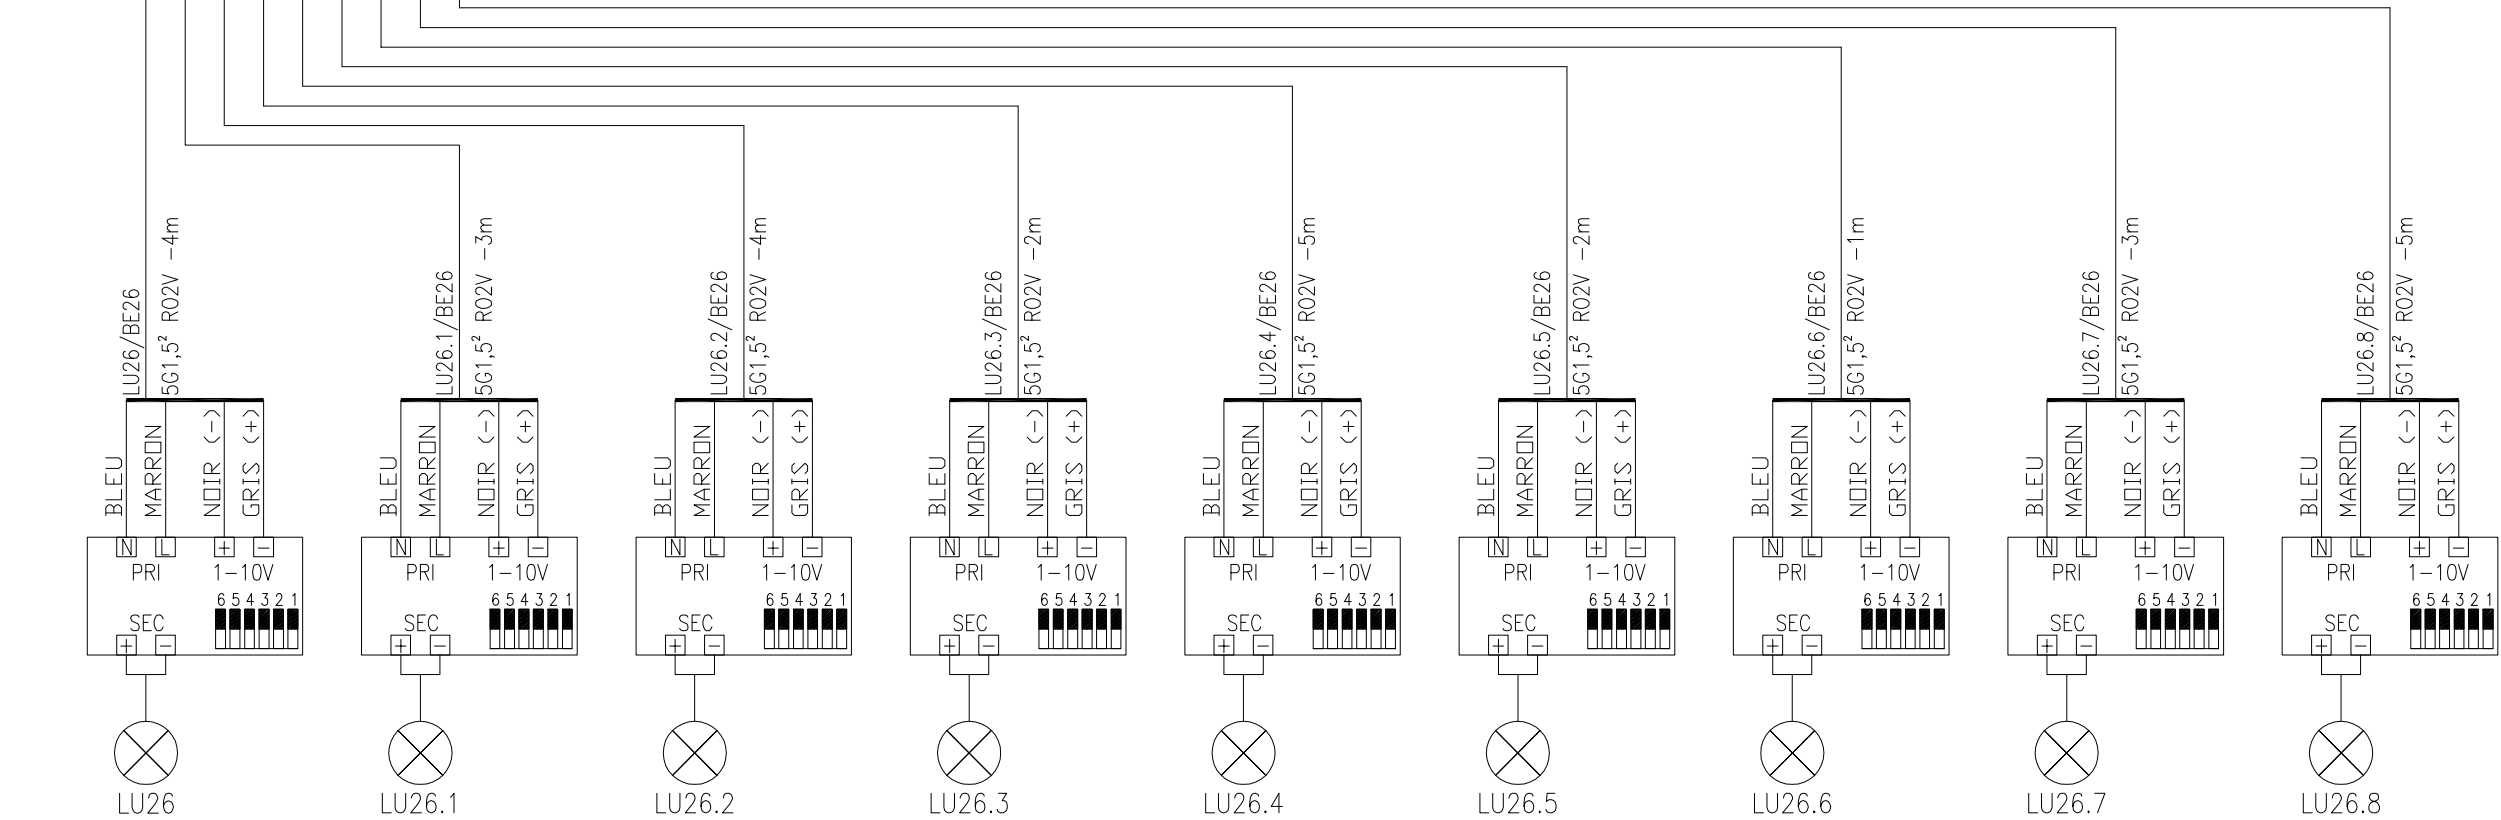 LU26/BE26
5G1,5² RO2V -4m
BLEU
MARRON
NOIR (-)
GRIS (+)
N L + -
PRI 1-10V
6 5 4 3 2 1
SEC
+ -
LU26
LU26.1/BE26
5G1,5² RO2V -3m
BLEU
MARRON
NOIR (-)
GRIS (+)
N L + -
PRI 1-10V
6 5 4 3 2 1
SEC
+ -
LU26.1
LU26.2/BE26
5G1,5² RO2V -4m
BLEU
MARRON
NOIR (-)
GRIS (+)
N L + -
PRI 1-10V
6 5 4 3 2 1
SEC
+ -
LU26.2
LU26.3/BE26
5G1,5² RO2V -2m
BLEU
MARRON
NOIR (-)
GRIS (+)
N L + -
PRI 1-10V
6 5 4 3 2 1
SEC
+ -
LU26.3
LU26.4/BE26
5G1,5² RO2V -5m
BLEU
MARRON
NOIR (-)
GRIS (+)
N L + -
PRI 1-10V
6 5 4 3 2 1
SEC
+ -
LU26.4
LU26.5/BE26
5G1,5² RO2V -2m
BLEU
MARRON
NOIR (-)
GRIS (+)
N L + -
PRI 1-10V
6 5 4 3 2 1
SEC
+ -
LU26.5
LU26.6/BE26
5G1,5² RO2V -1m
BLEU
MARRON
NOIR (-)
GRIS (+)
N L + -
PRI 1-10V
6 5 4 3 2 1
SEC
+ -
LU26.6
LU26.7/BE26
5G1,5² RO2V -3m
BLEU
MARRON
NOIR (-)
GRIS (+)
N L + -
PRI 1-10V
6 5 4 3 2 1
SEC
+ -
LU26.7
LU26.8/BE26
5G1,5² RO2V -5m
BLEU
MARRON
NOIR (-)
GRIS (+)
N L + -
PRI 1-10V
6 5 4 3 2 1
SEC
+ -
LU26.8